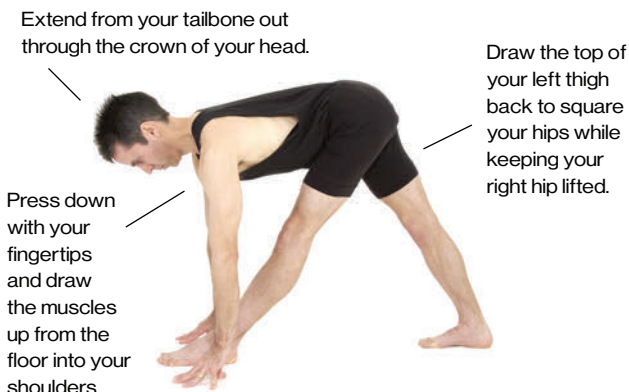 Extend from your tailbone out
through the crown of your head.
Draw the top of
your left thigh
back to square
your hips while
keeping your
right hip lifted.
Press down
with your
fingertips
and draw
the muscles
up from the
floor into your
shoulders